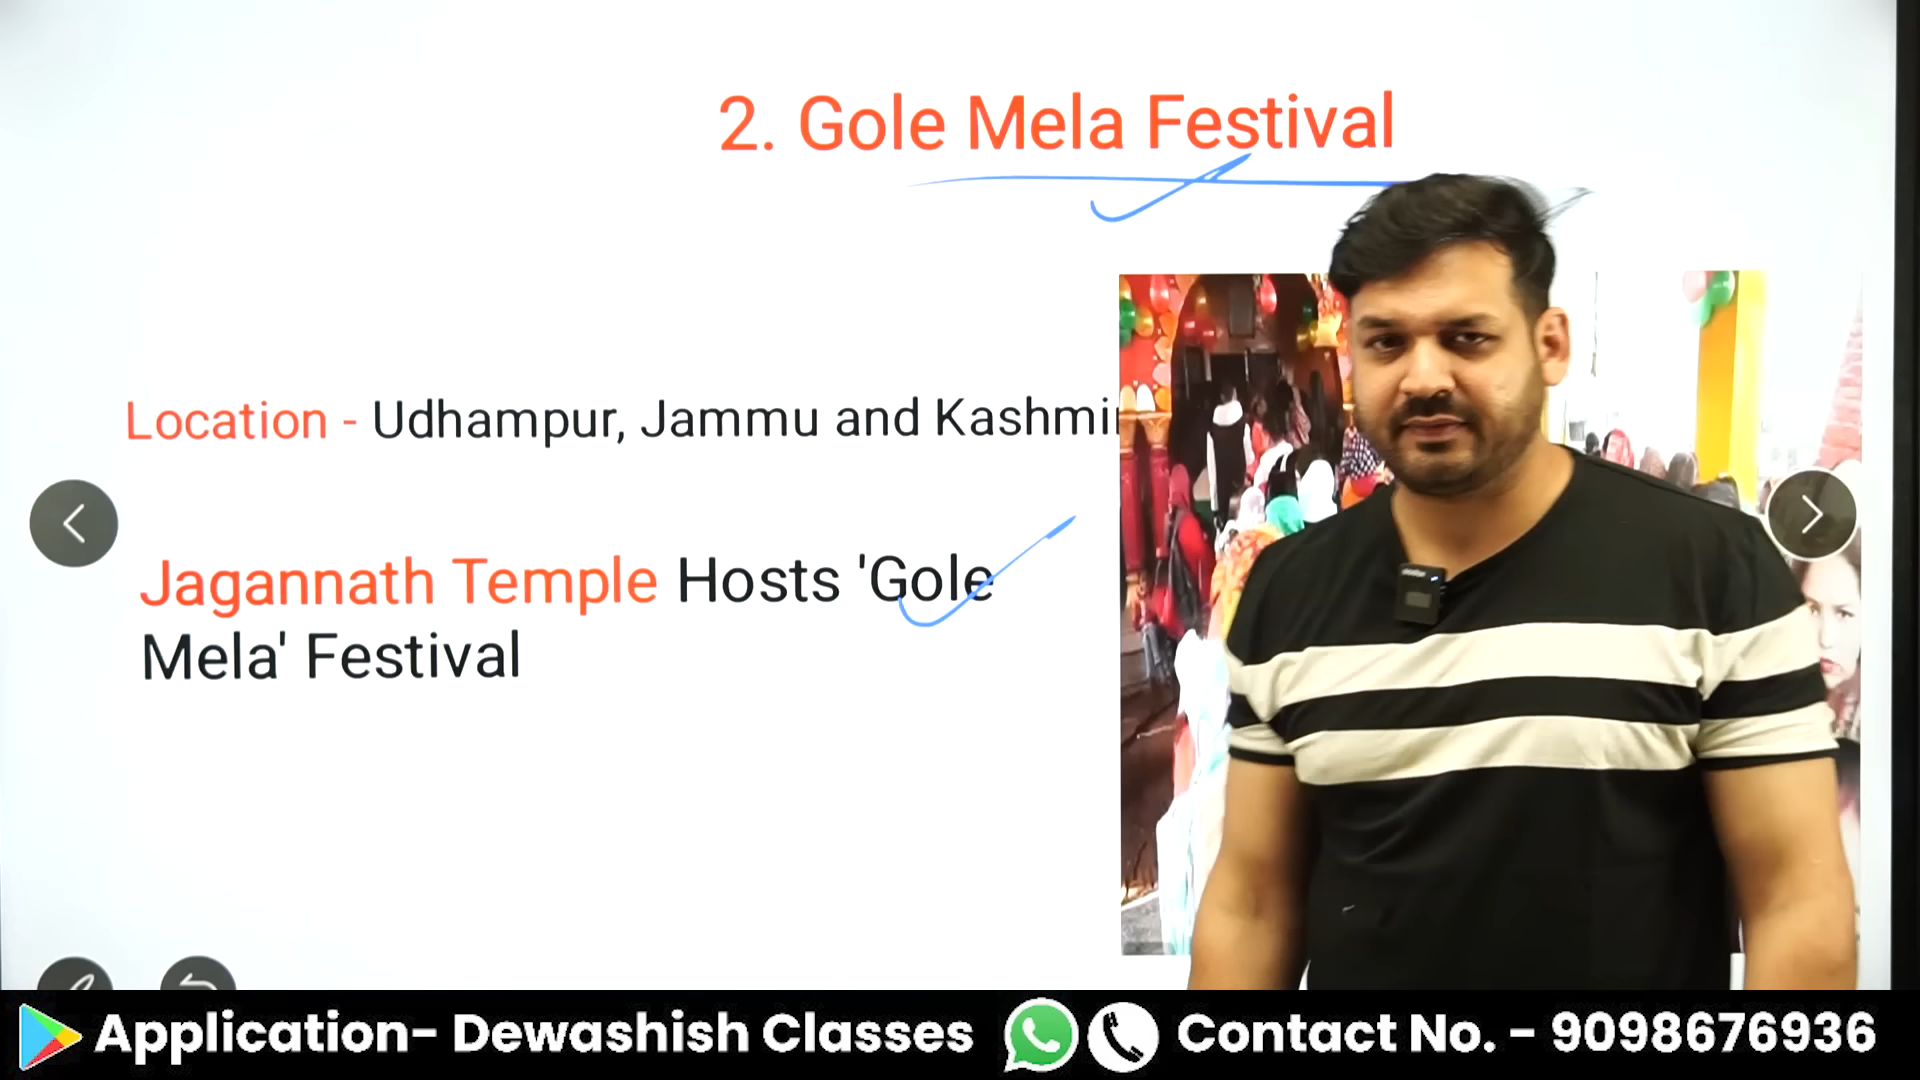 2. Gole Mela Festival
Location - Udhampur, Jammu and Kashmir
Jagannath Temple Hosts 'Gole
Mela' Festival
Application- Dewashish Classes
Contact No. - 9098676936